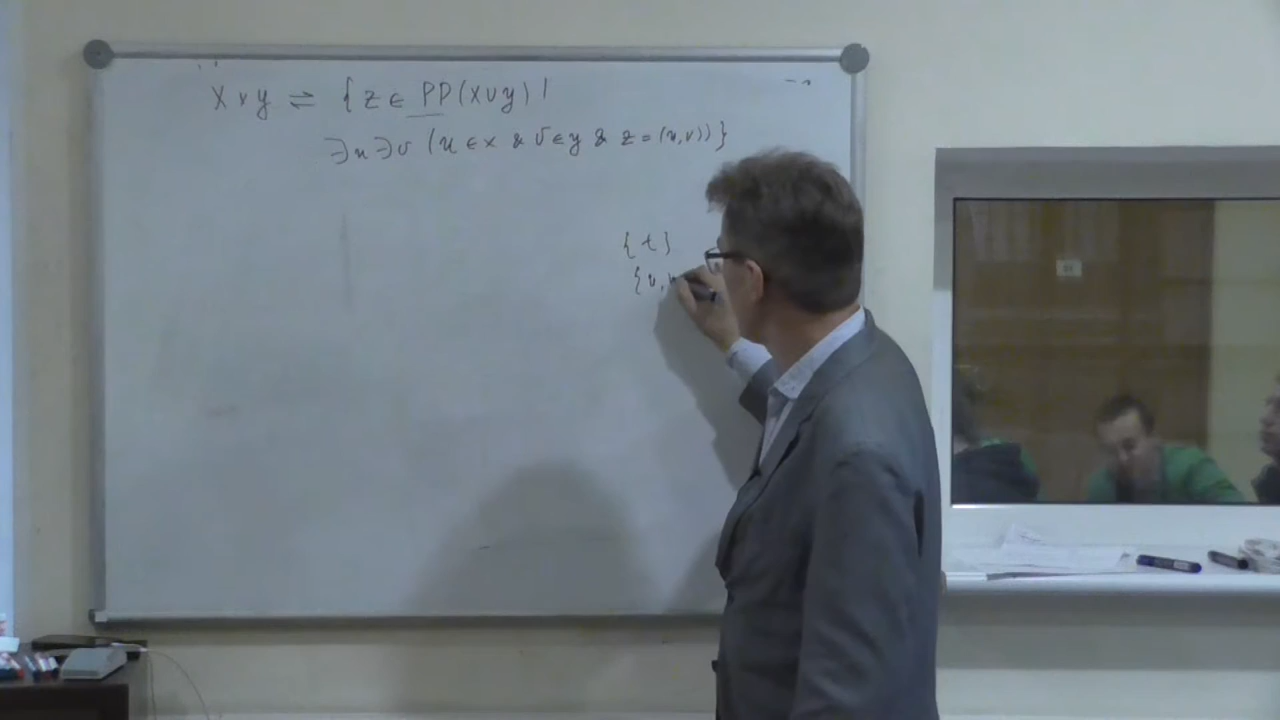 X × y ⇌ { z ∈ PP(X∪y) |
∃u ∃v (u ∈ x & v ∈ y & z = (u,v)) }
{t}
{v,